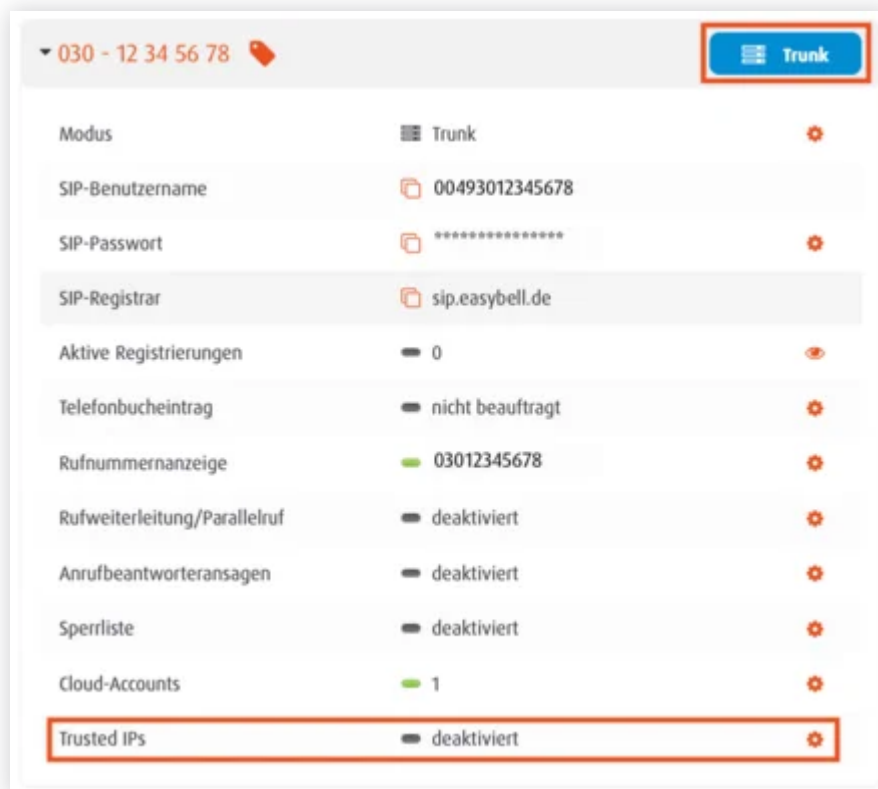 030 - 12 34 56 78 Trunk
Modus Trunk
SIP-Benutzername 00493012345678
SIP-Passwort ***************
SIP-Registrar sip.easybell.de
Aktive Registrierungen 0
Telefonbucheintrag nicht beauftragt
Rufnummernanzeige 03012345678
Rufweiterleitung/Parallelruf deaktiviert
Anrufbeantworteransagen deaktiviert
Sperrliste deaktiviert
Cloud-Accounts 1
Trusted IPs deaktiviert